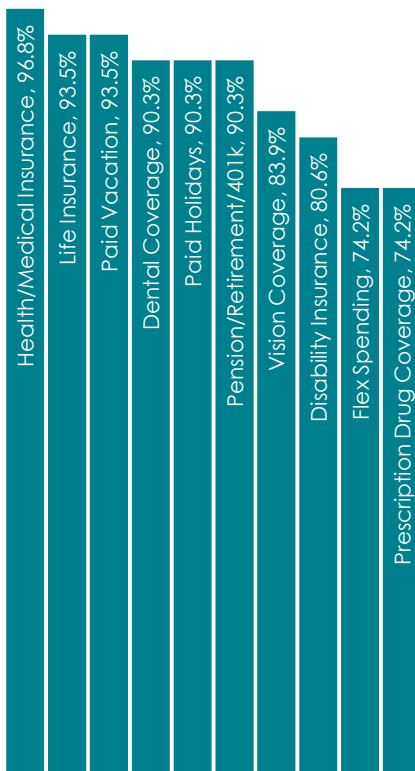 Health/Medical Insurance, 96.8%
Life Insurance, 93.5%
Paid Vacation, 93.5%
Dental Coverage, 90.3%
Paid Holidays, 90.3%
Pension/Retirement/401k, 90.3%
Vision Coverage, 83.9%
Disability Insurance, 80.6%
Flex Spending, 74.2%
Prescription Drug Coverage, 74.2%